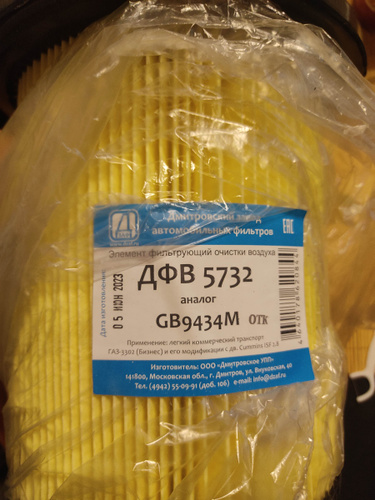 Дмитровский завод
автомобильных фильтров
EAC
Элемент фильтрующий очистки воздуха
Дата изготовления:
05 ИЮН 2023
ДФВ 5732
аналог
GB9434M ОТК
Применение: легкий коммерческий транспорт
ГАЗ-3302 (Бизнес) и его модификация с дв. Cummins ISF 2.8
Изготовитель: ООО «Дмитровское УПП»
141800, Московская обл., г. Дмитров, ул. Внуковская, 40
Тел. (4942) 55-09-91 (доб. 106) e-mail: info@dzaf.ru